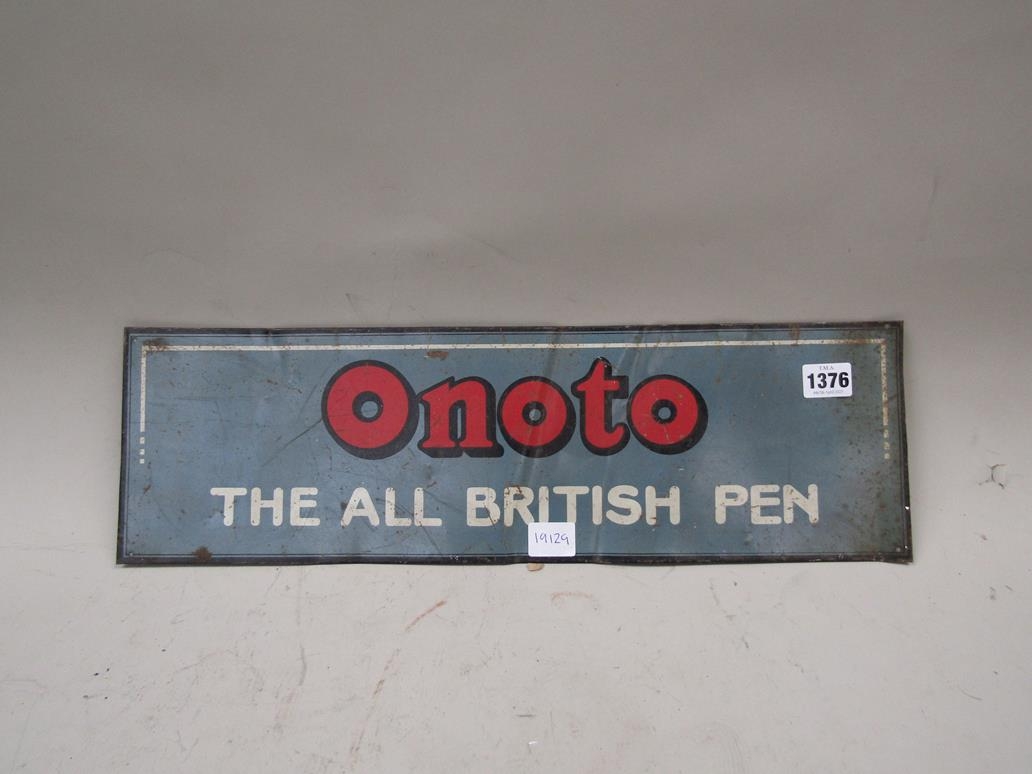 Onoto
T.M.A
1376
THE ALL BRITISH PEN
19129